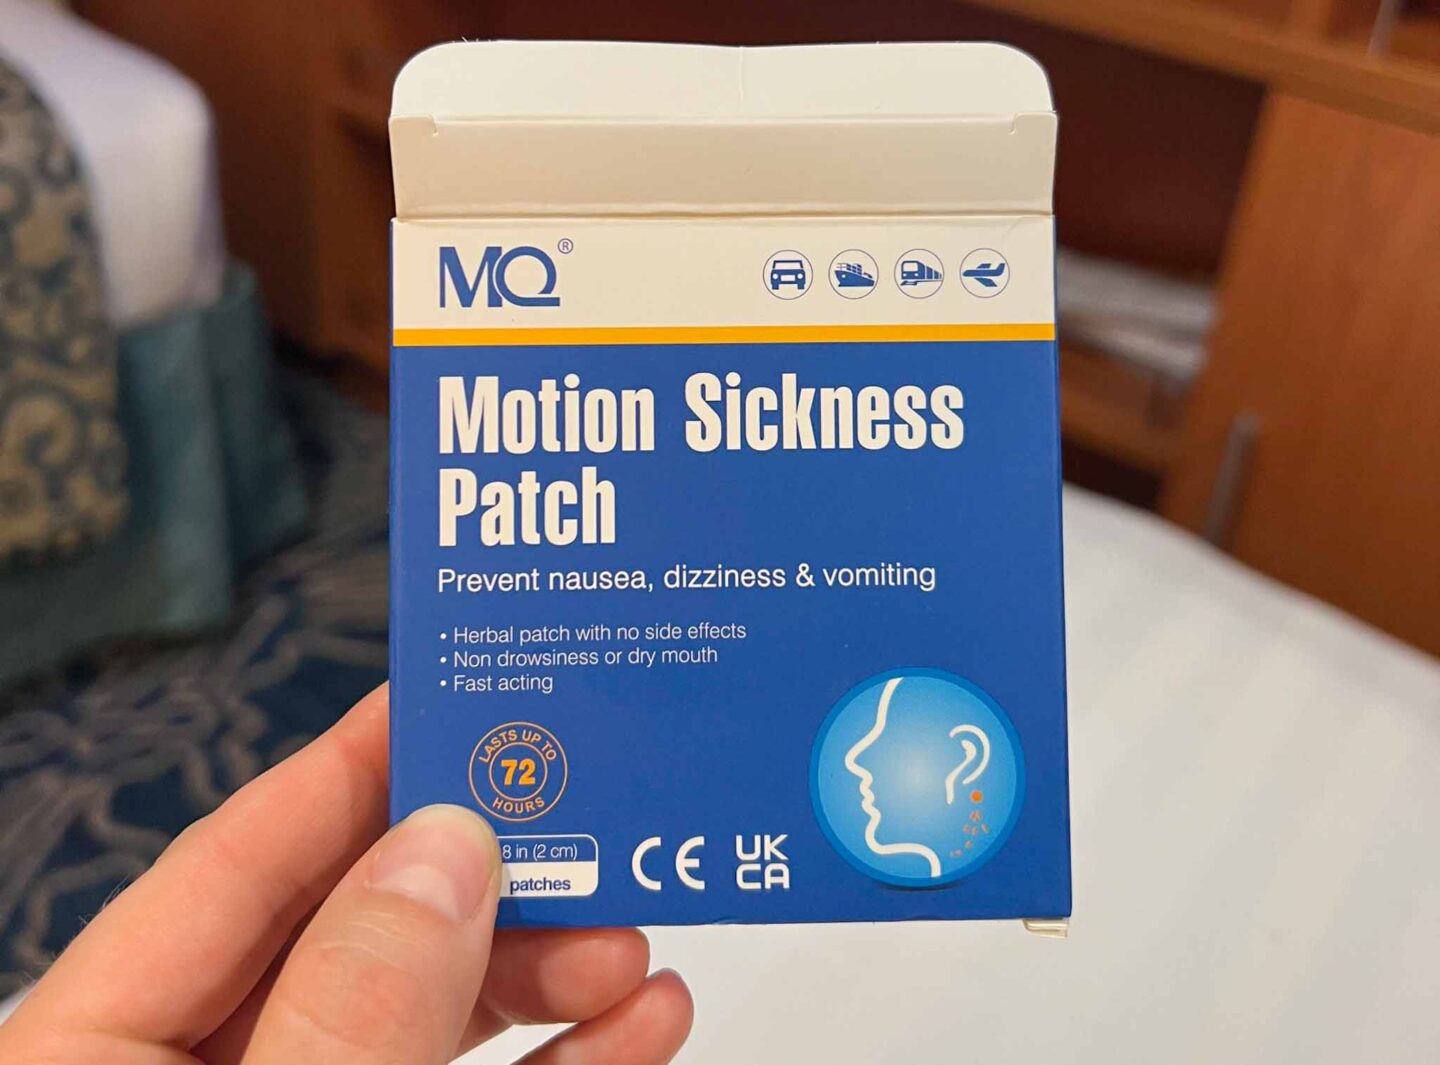 MQ®
Motion Sickness
Patch
Prevent nausea, dizziness & vomiting
• Herbal patch with no side effects
• Non drowsiness or dry mouth
• Fast acting
LASTS UP TO
72
HOURS
8 in (2 cm)
patches
CE
UK
CA